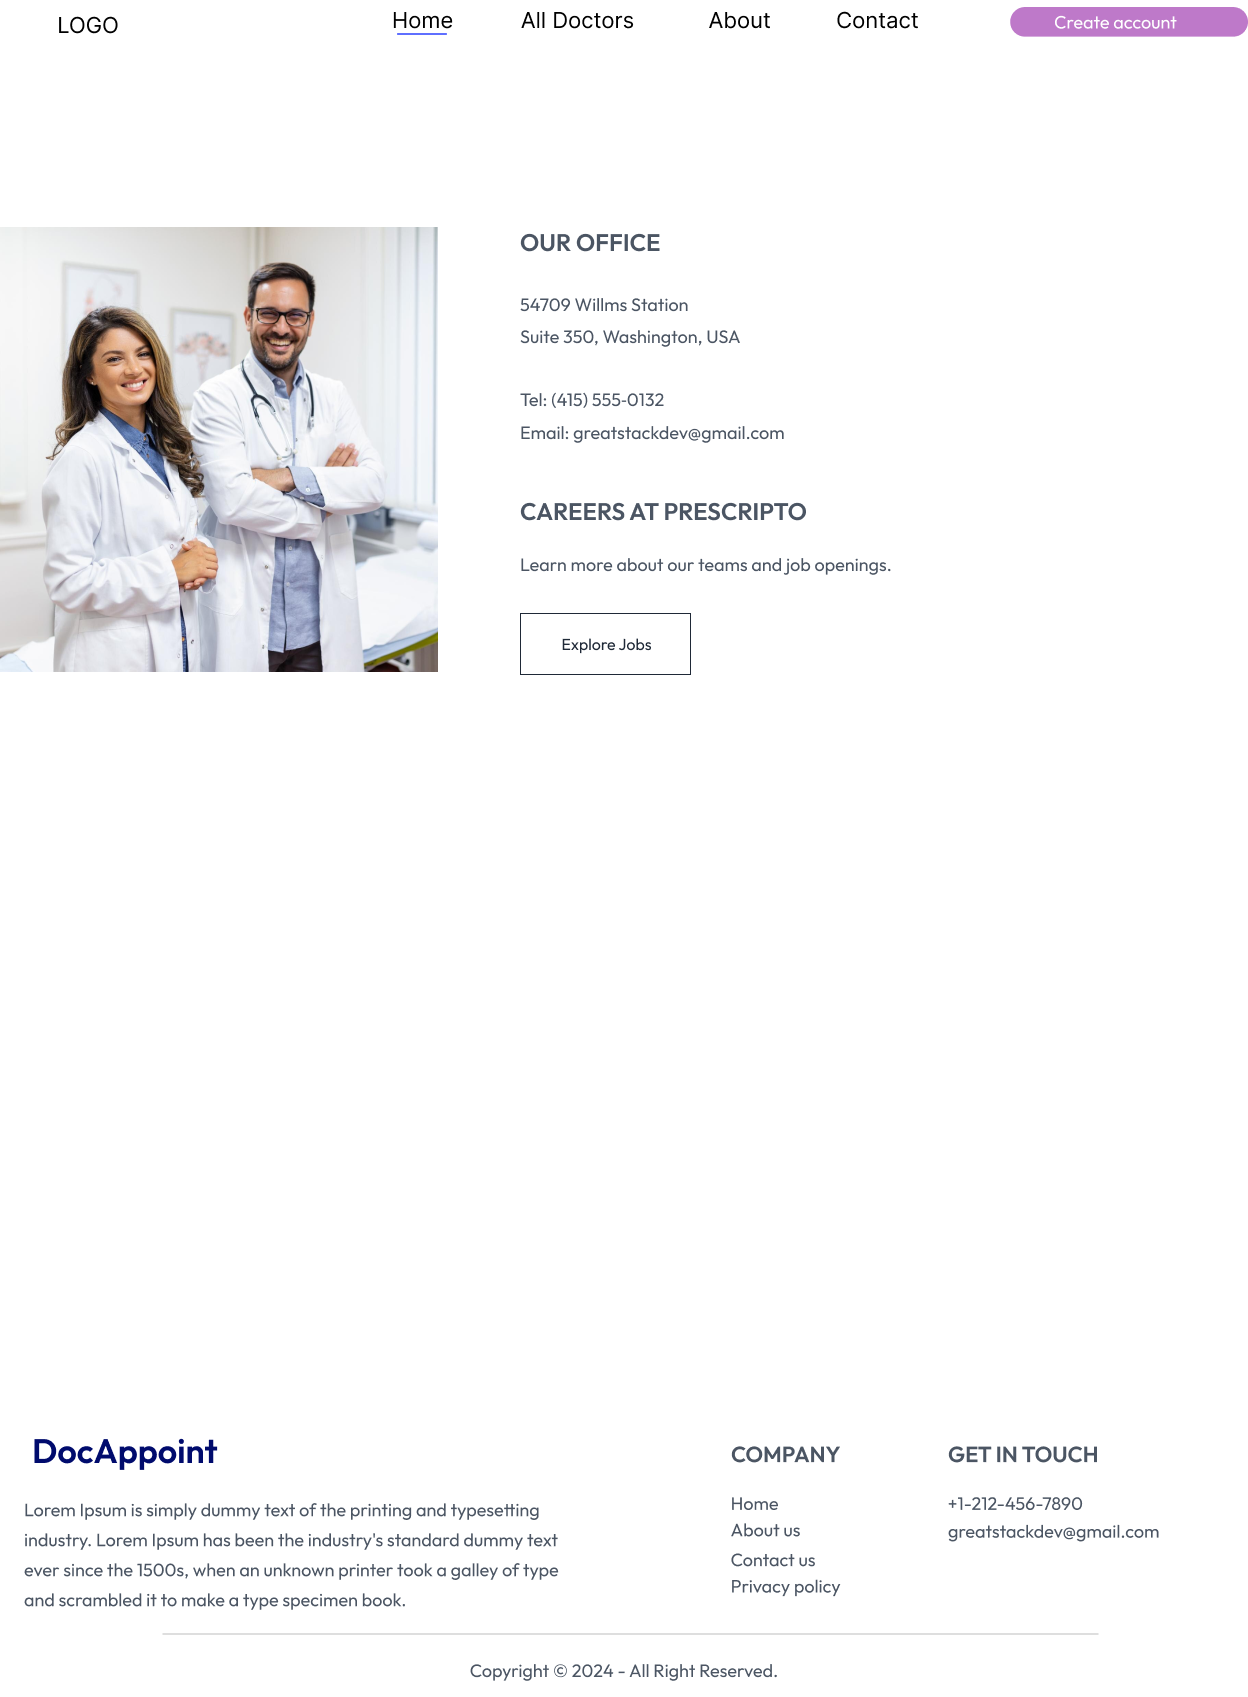 LOGO
Home
All Doctors
About
Contact
Create account
OUR OFFICE
54709 Willms Station
Suite 350, Washington, USA
Tel: (415) 555-0132
Email: greatstackdev@gmail.com
CAREERS AT PRESCRIPTO
Learn more about our teams and job openings.
Explore Jobs
DocAppoint
Lorem Ipsum is simply dummy text of the printing and typesetting
industry. Lorem Ipsum has been the industry's standard dummy text
ever since the 1500s, when an unknown printer took a galley of type
and scrambled it to make a type specimen book.
COMPANY
Home
About us
Contact us
Privacy policy
GET IN TOUCH
+1-212-456-7890
greatstackdev@gmail.com
Copyright © 2024 - All Right Reserved.